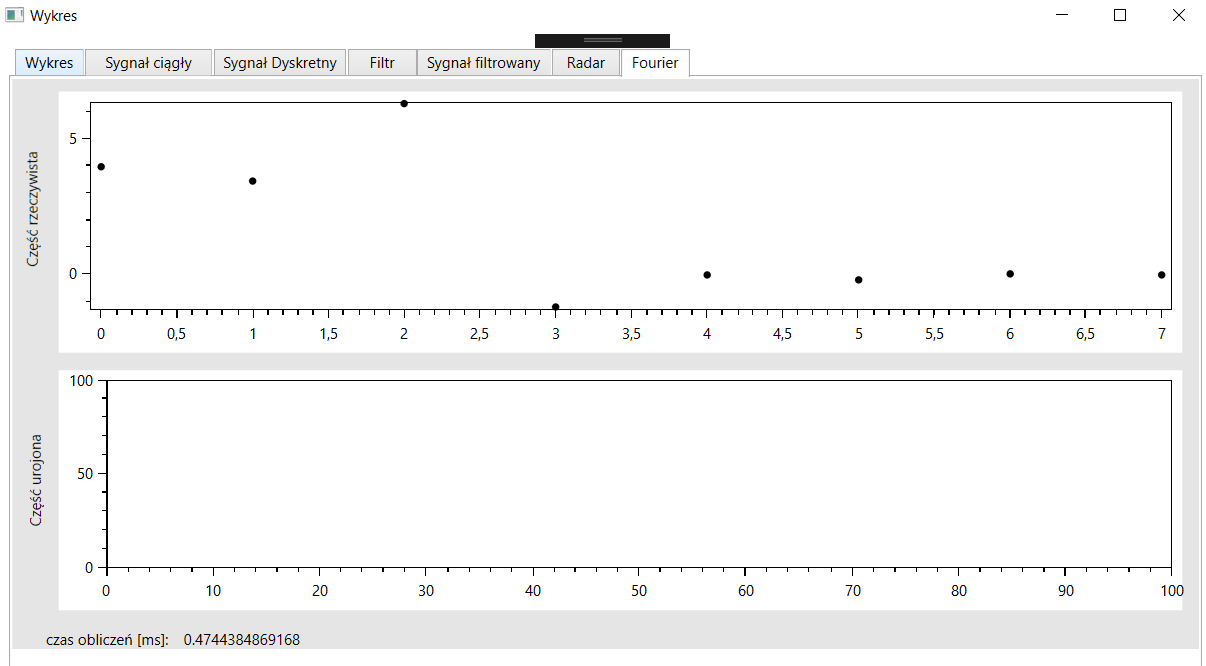 Wykres
Wykres Sygnał ciągły Sygnał Dyskretny Filtr Sygnał filtrowany Radar Fourier
Część rzeczywista
5
0
0 0,5 1 1,5 2 2,5 3 3,5 4 4,5 5 5,5 6 6,5 7
Część urojona
100
50
0
0 10 20 30 40 50 60 70 80 90 100
czas obliczeń [ms]: 0.4744384869168